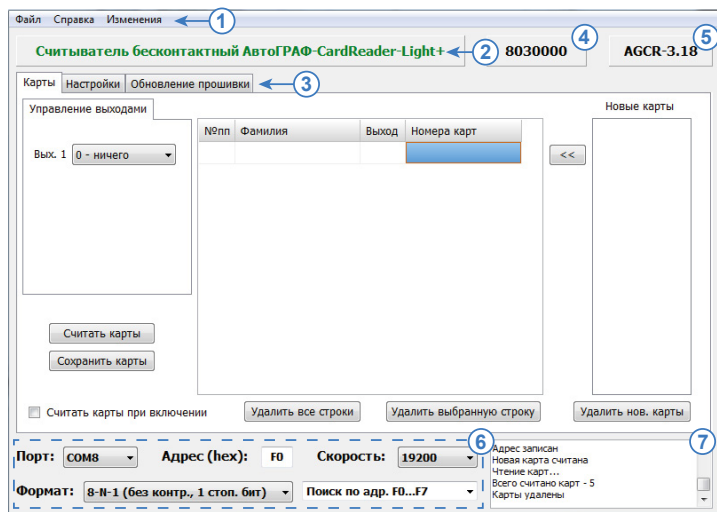 Файл Справка Изменения 1
Считыватель бесконтактный АвтоГРАФ-CardReader-Light+ 2 8030000 4 AGCR-3.18 5
Карты Настройки Обновление прошивки 3
Управление выходами Новые карты
№пп Фамилия Выход Номера карт
Вых. 1 0 - ничего <<
Считать карты
Сохранить карты
Считать карты при включении Удалить все строки Удалить выбранную строку Удалить нов. карты
Порт: COM8 Адрес (hex): F0 Скорость: 19200 6
Формат: 8-N-1 (без контр., 1 стоп. бит) Поиск по адр. F0...F7
Адрес записан 7
Новая карта считана
Чтение карт...
Всего считано карт - 5
Карты удалены